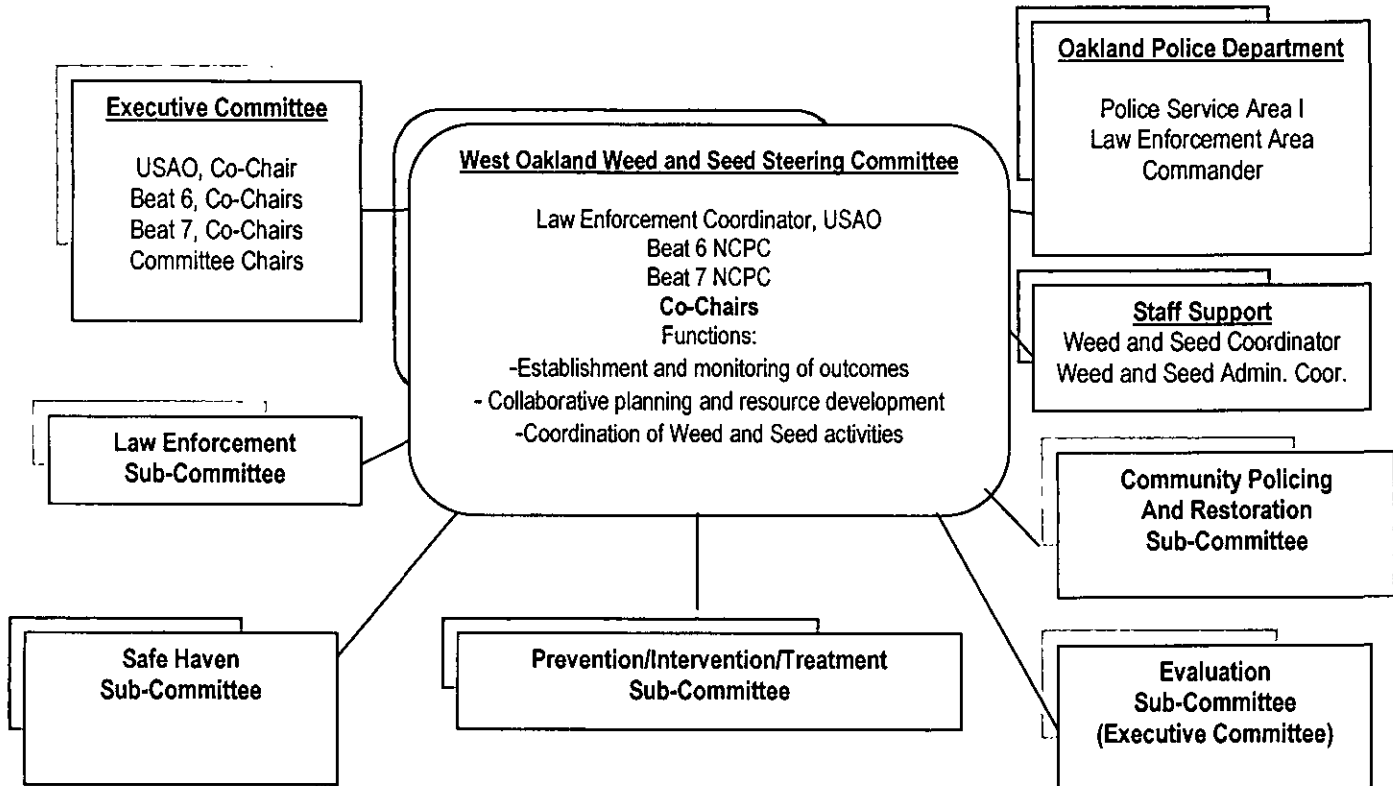 Oakland Police Department
Police Service Area I
Law Enforcement Area
Commander
Executive Committee
USAO, Co-Chair
Beat 6, Co-Chairs
Beat 7, Co-Chairs
Committee Chairs
West Oakland Weed and Seed Steering Committee
Law Enforcement Coordinator, USAO
Beat 6 NCPC
Beat 7 NCPC
Co-Chairs
Functions:
-Establishment and monitoring of outcomes
- Collaborative planning and resource development
-Coordination of Weed and Seed activities
Staff Support
Weed and Seed Coordinator
Weed and Seed Admin. Coor.
Law Enforcement
Sub-Committee
Community Policing
And Restoration
Sub-Committee
Safe Haven
Sub-Committee
Prevention/Intervention/Treatment
Sub-Committee
Evaluation
Sub-Committee
(Executive Committee)